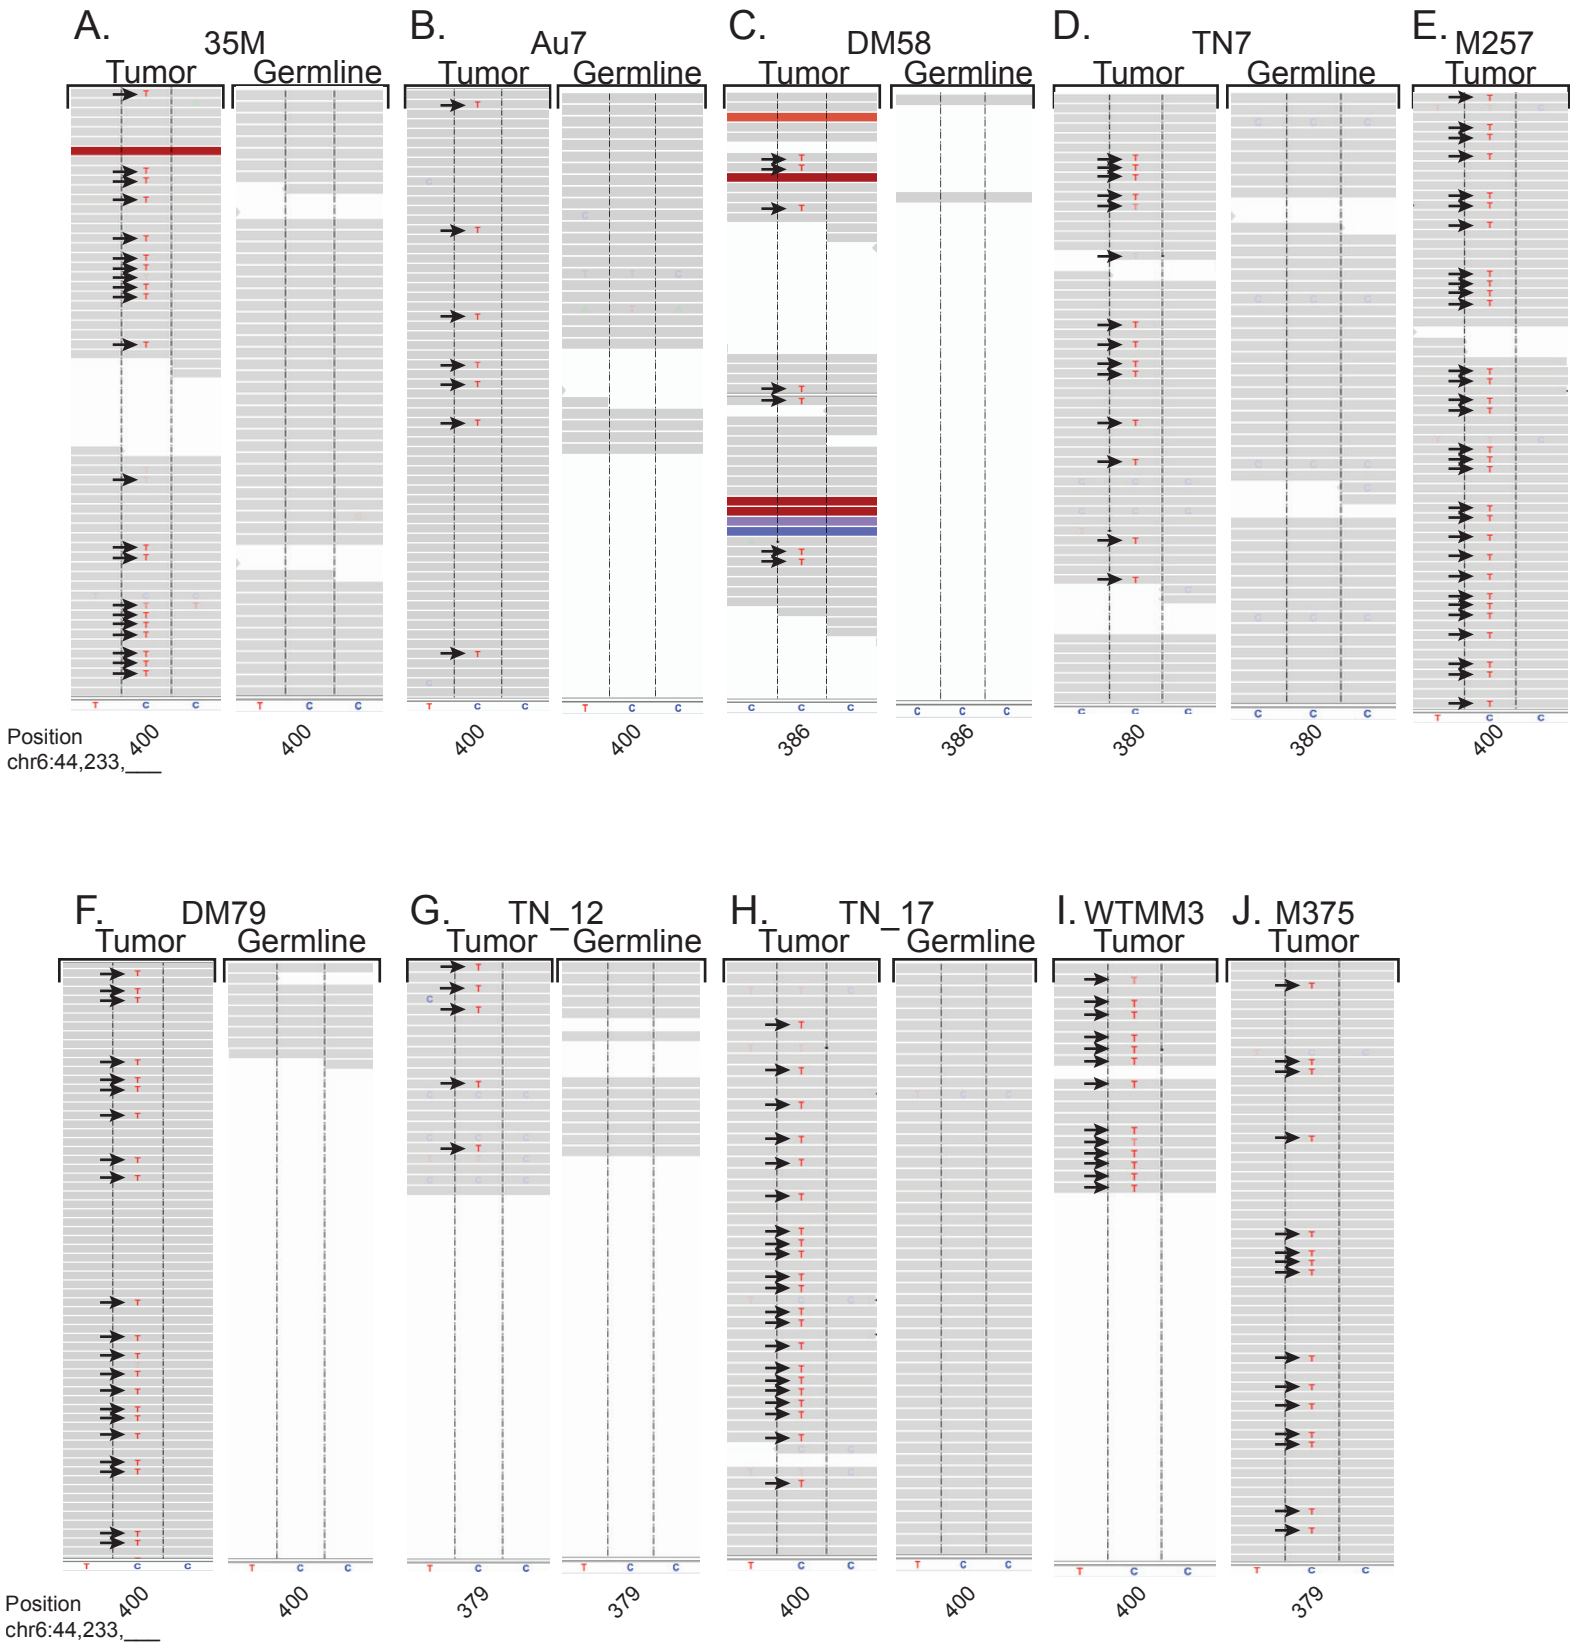 A. 35M
Tumor Germline
B. Au7
Tumor Germline
C. DM58
Tumor Germline
D. TN7
Tumor Germline
E. M257
Tumor
T C C
T C C
T C C
T C C
C C C
C C C
C C C
C C C
T C C
Position
chr6:44,233,___
400
400
400
400
386
386
380
380
400
F. DM79
Tumor Germline
G. TN_12
Tumor Germline
H. TN_17
Tumor Germline
I. WTMM3
Tumor
J. M375
Tumor
T C C
T C C
T C C
T C C
T C C
T C C
T C C
T C C
Position
chr6:44,233,___
400
400
379
379
400
400
400
379